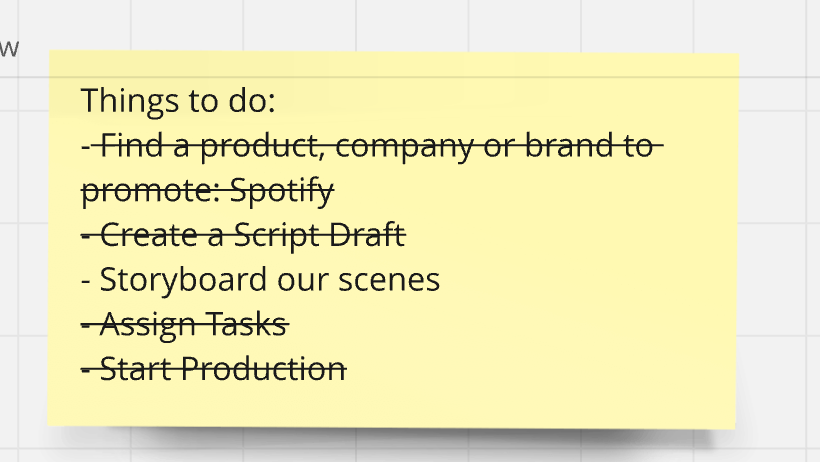 w
Things to do:
- Find a product, company or brand to
promote: Spotify
- Create a Script Draft
- Storyboard our scenes
- Assign Tasks
- Start Production